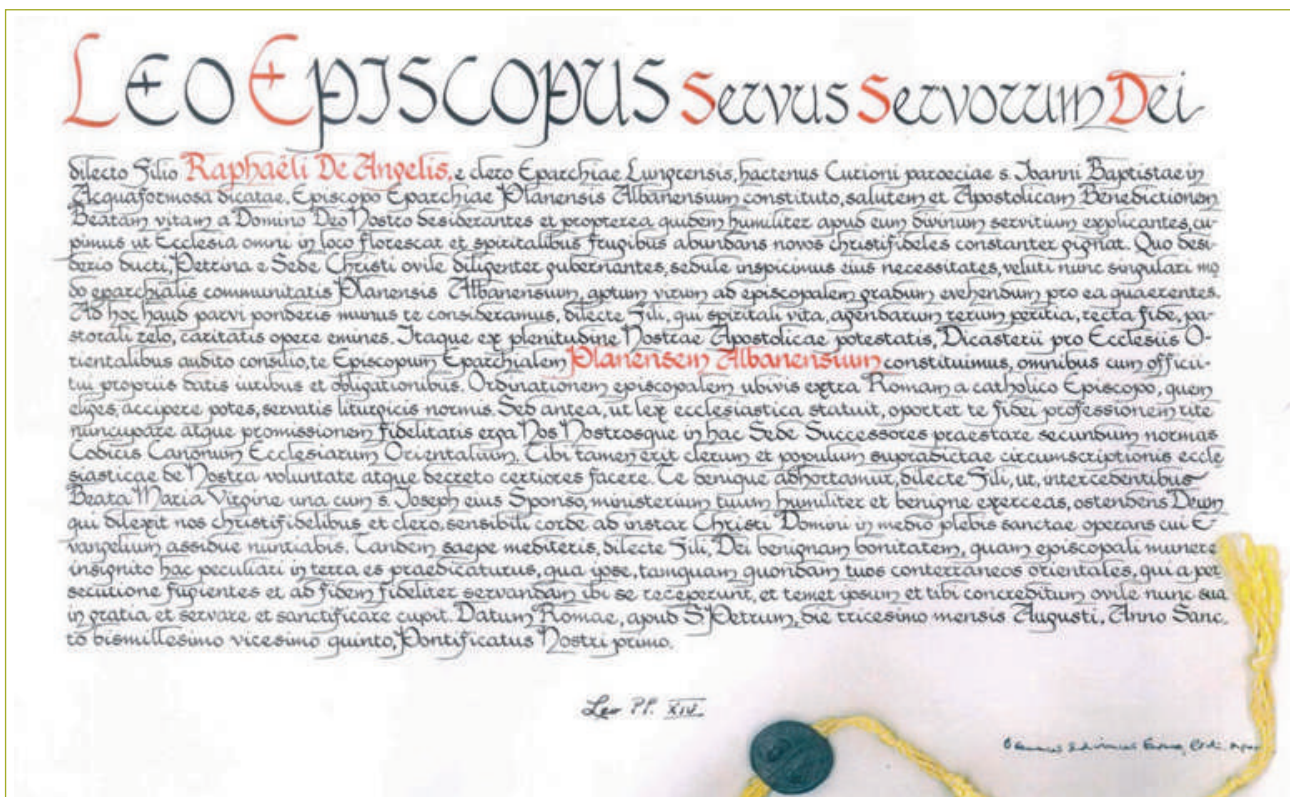 LEO EPISCOPUS Servus Servorum Dei
dilecto Filio Raphaëli De Angelis, e clero Eparchiae Lungrensis, hactenus Curioni paroeciae s. Ioanni Baptistae in
Acquaformosa dicatae, Episcopo Eparchiae Planensis Albanensium constituto, salutem et Apostolicam Benedictionem
Beatam vitam a Domino Deo Nostro desiderantes et propterea quidem humiliter apud eum divinum servitium explicantes, cu-
pimus ut Ecclesia omni in loco florescat et spiritalibus frugibus abundans novos christifideles constanter gignat. Quo desi-
derio ducti, Petrina e Sede Christi ovile diligenter gubernantes, sedule inspicimus eius necessitates, veluti nunc singulari mo
do eparchialis communitatis Planensis Albanensium, aptum virum ad episcopalem gradum evehendum pro ea quaerentes.
Ad hoc haud parvi ponderis munus te consideramus, dilecte Fili, qui spiritali vita, agendarum rerum peritia, recta fide, pa-
storali zelo, caritatis opere emines. Itaque ex plenitudine Nostrae Apostolicae potestatis, Dicasterii pro Ecclesiis O-
rientalibus audito consilio, te Episcopum Eparchialem Planensem Albanensium constituimus, omnibus cum officii-
tui propriis datis iuribus et obligationibus. Ordinationem episcopalem ubivis extra Romam a catholico Episcopo, quem
eliges, accipere potes, servatis liturgicis normis. Sed antea, ut lex ecclesiastica statuit, oportet te fidei professionem rite
nuncupare atque promissionem fidelitatis erga Nos Nostrosque in hac Sede Successores praestare secundum normas
Codicis Canonum Ecclesiarum Orientalium. Tibi tamen erit clerum et populum supradictae circumscriptionis eccle
siasticae de Nostra voluntate atque decreto certiores facere. Te denique adhortamur, dilecte Fili, ut, intercedentibus
Beata Maria Virgine una cum s. Ioseph eius Sponso, ministerium tuum humiliter et benigne exerceas, ostendens Deum
qui dilexit nos christifidelibus et clero, sensibili corde ad instar Christi Domini in medio plebis sanctae operans cui E-
vangelium assidue nuntiabis. Tandem saepe mediteris, dilecte Fili, Dei benignam bonitatem, quam episcopali munere
insignito hac peculiari in terra es praedicaturus, qua ipse, tamquam quondam tuos conterraneos orientales, qui a per
secutione fugientes et ad fidem fideliter servandam ibi se receperunt, et temet ipsum et tibi concreditum ovile nunc sua
in gratia et servare et sanctificare cupit. Datum Romae, apud S. Petrum, die tricesimo mensis Augusti, Anno Sanc-
to bismillesimo vicesimo quinto, Pontificatus Nostri primo.
Leo PP. XIV